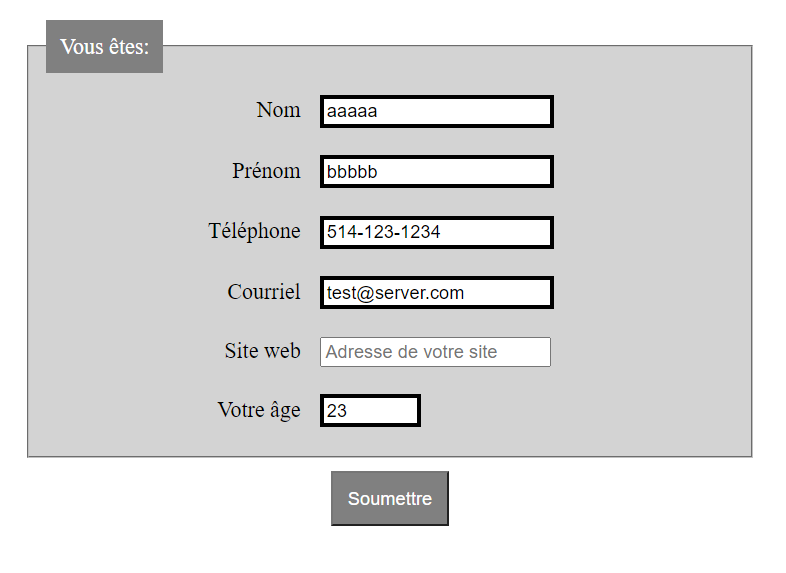 Vous êtes:
Nom aaaaa
Prénom bbbbb
Téléphone 514-123-1234
Courriel test@server.com
Site web Adresse de votre site
Votre âge 23
Soumettre